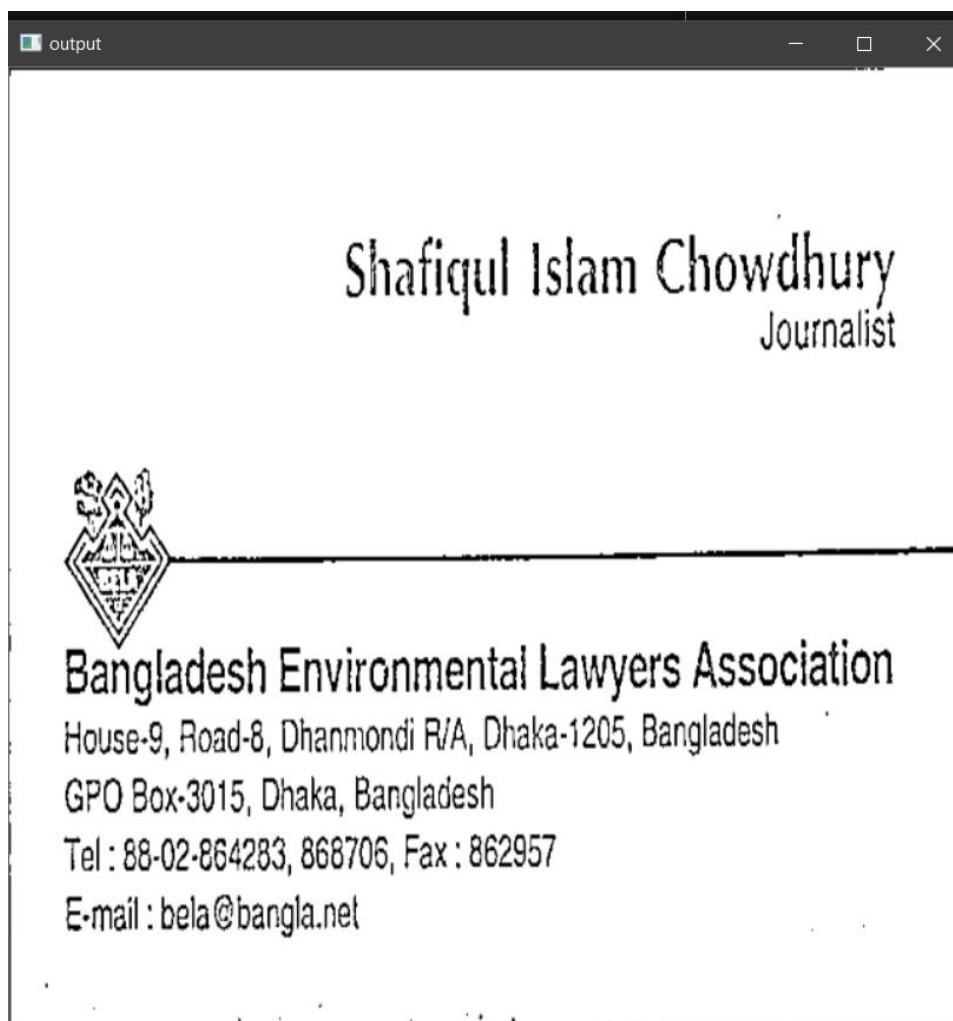 output
Shafiqul Islam Chowdhury
Journalist
BELA
Bangladesh Environmental Lawyers Association
House-9, Road-8, Dhanmondi R/A, Dhaka-1205, Bangladesh
GPO Box-3015, Dhaka, Bangladesh
Tel : 88-02-864283, 868706, Fax : 862957
E-mail : bela@bangla.net